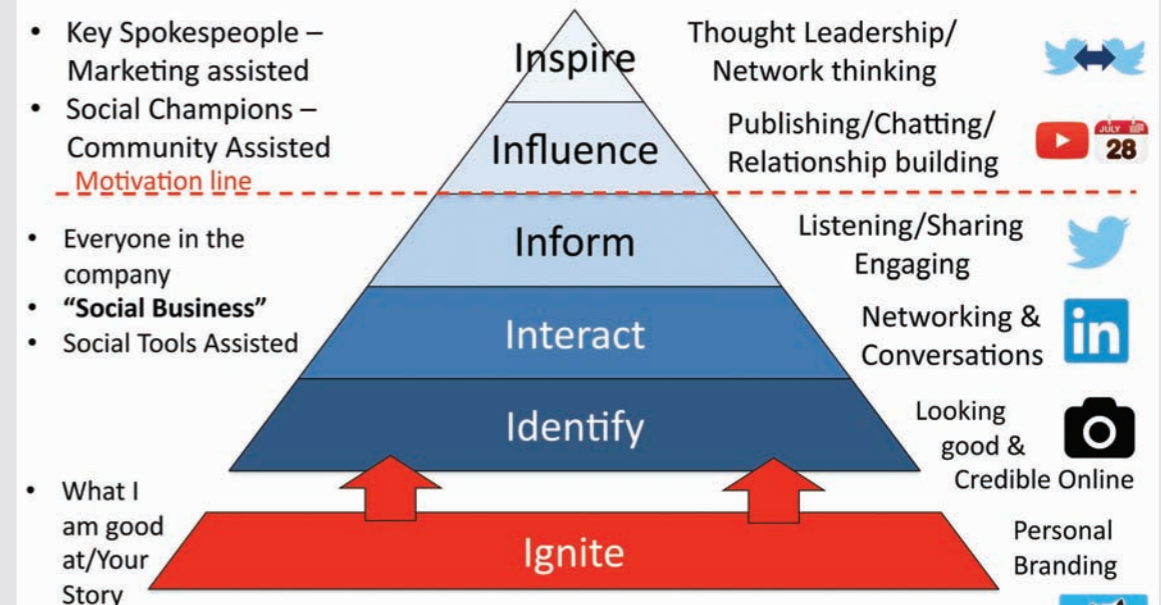 • Key Spokespeople –
Marketing assisted
• Social Champions –
Community Assisted
Motivation line
• Everyone in the
company
• “Social Business”
• Social Tools Assisted
• What I
am good
at/Your
Story
Inspire
Influence
Inform
Interact
Identify
Ignite
Thought Leadership/
Network thinking
Publishing/Chatting/
Relationship building
JULY
28
Listening/Sharing
Engaging
Networking &
Conversations
in
Looking
good &
Credible Online
Personal
Branding